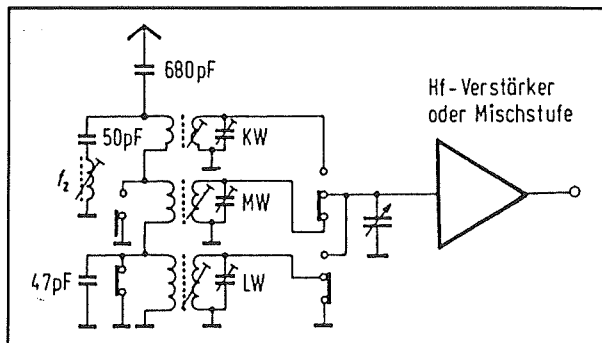 680pF
Hf-Verstärker
oder Mischstufe
50pF
KW
f₂
MW
47pF
LW